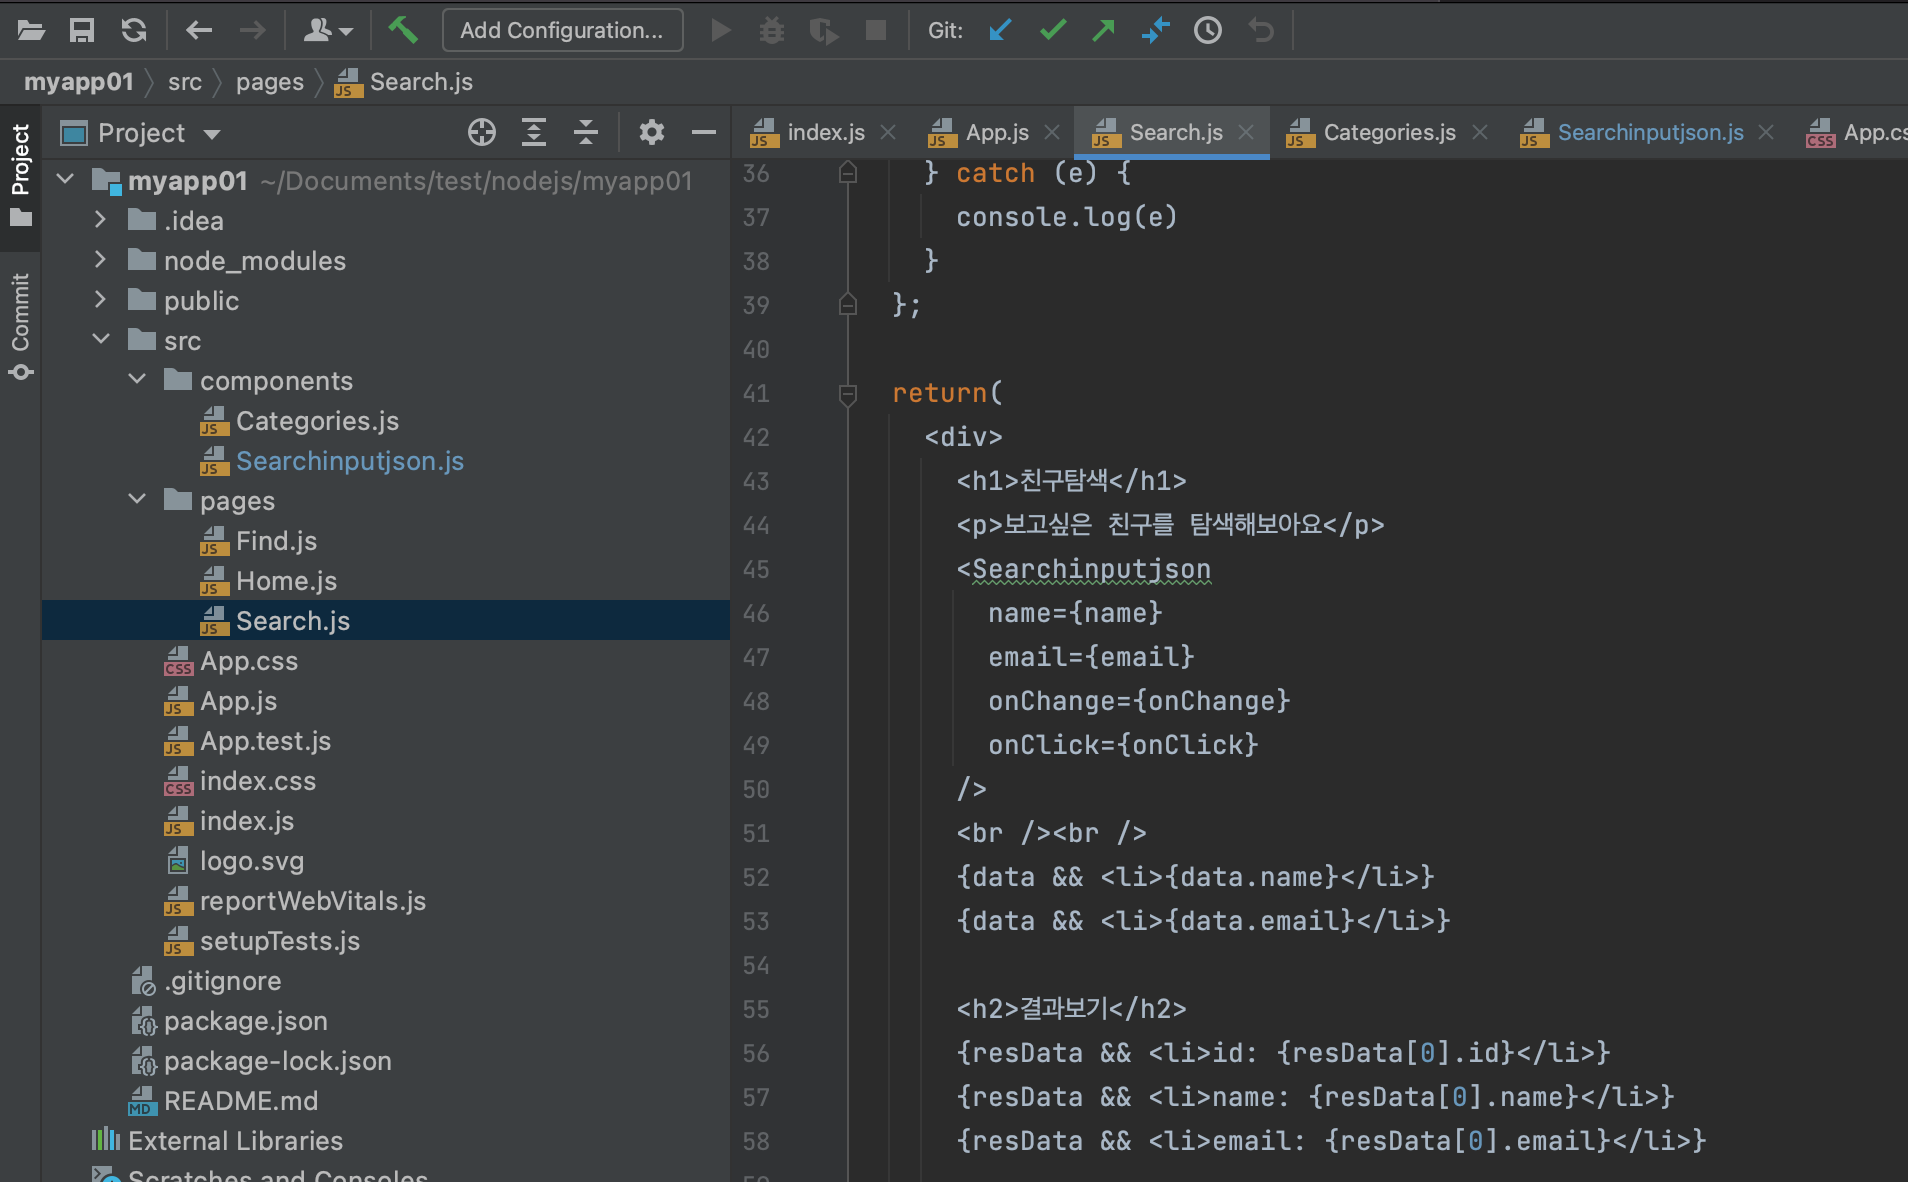 Add Configuration...
Git:
myapp01 src pages Search.js
Project
index.js
App.js
Search.js
Categories.js
Searchinputjson.js
Project
Commit
myapp01 ~/Documents/test/nodejs/myapp01
.idea
node_modules
public
src
components
Categories.js
Searchinputjson.js
pages
Find.js
Home.js
Search.js
App.css
App.js
App.test.js
index.css
index.js
logo.svg
reportWebVitals.js
setupTests.js
.gitignore
package.json
package-lock.json
README.md
External Libraries
Scratches and Consoles
36 } catch (e) {
37 console.log(e)
38 }
39 };
40
41 return(
42 <div>
43 <h1>친구탐색</h1>
44 <p>보고싶은 친구를 탐색해보아요</p>
45 <Searchinputjson
46 name={name}
47 email={email}
48 onChange={onChange}
49 onClick={onClick}
50 />
51 <br /><br />
52 {data && <li>{data.name}</li>}
53 {data && <li>{data.email}</li>}
54
55 <h2>결과보기</h2>
56 {resData && <li>id: {resData[0].id}</li>}
57 {resData && <li>name: {resData[0].name}</li>}
58 {resData && <li>email: {resData[0].email}</li>}